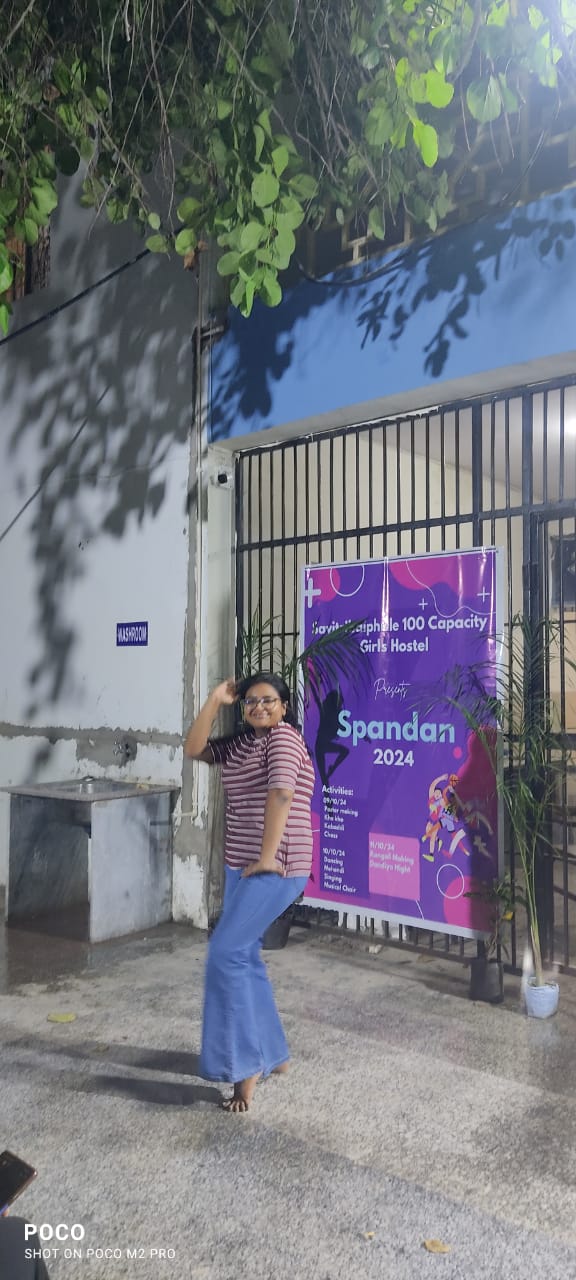 WASHROOM
100 Capacity
Girls Hostel
Presents
Spandan
2024
Activities:
09/10/24
Poster making
Kho kho
Kabaddi
Chess
10/10/24
Dancing
Mehandi
Singing
Musical Chair
11/10/24
Rangoli Making
Dandiya Night
POCO
SHOT ON POCO M2 PRO